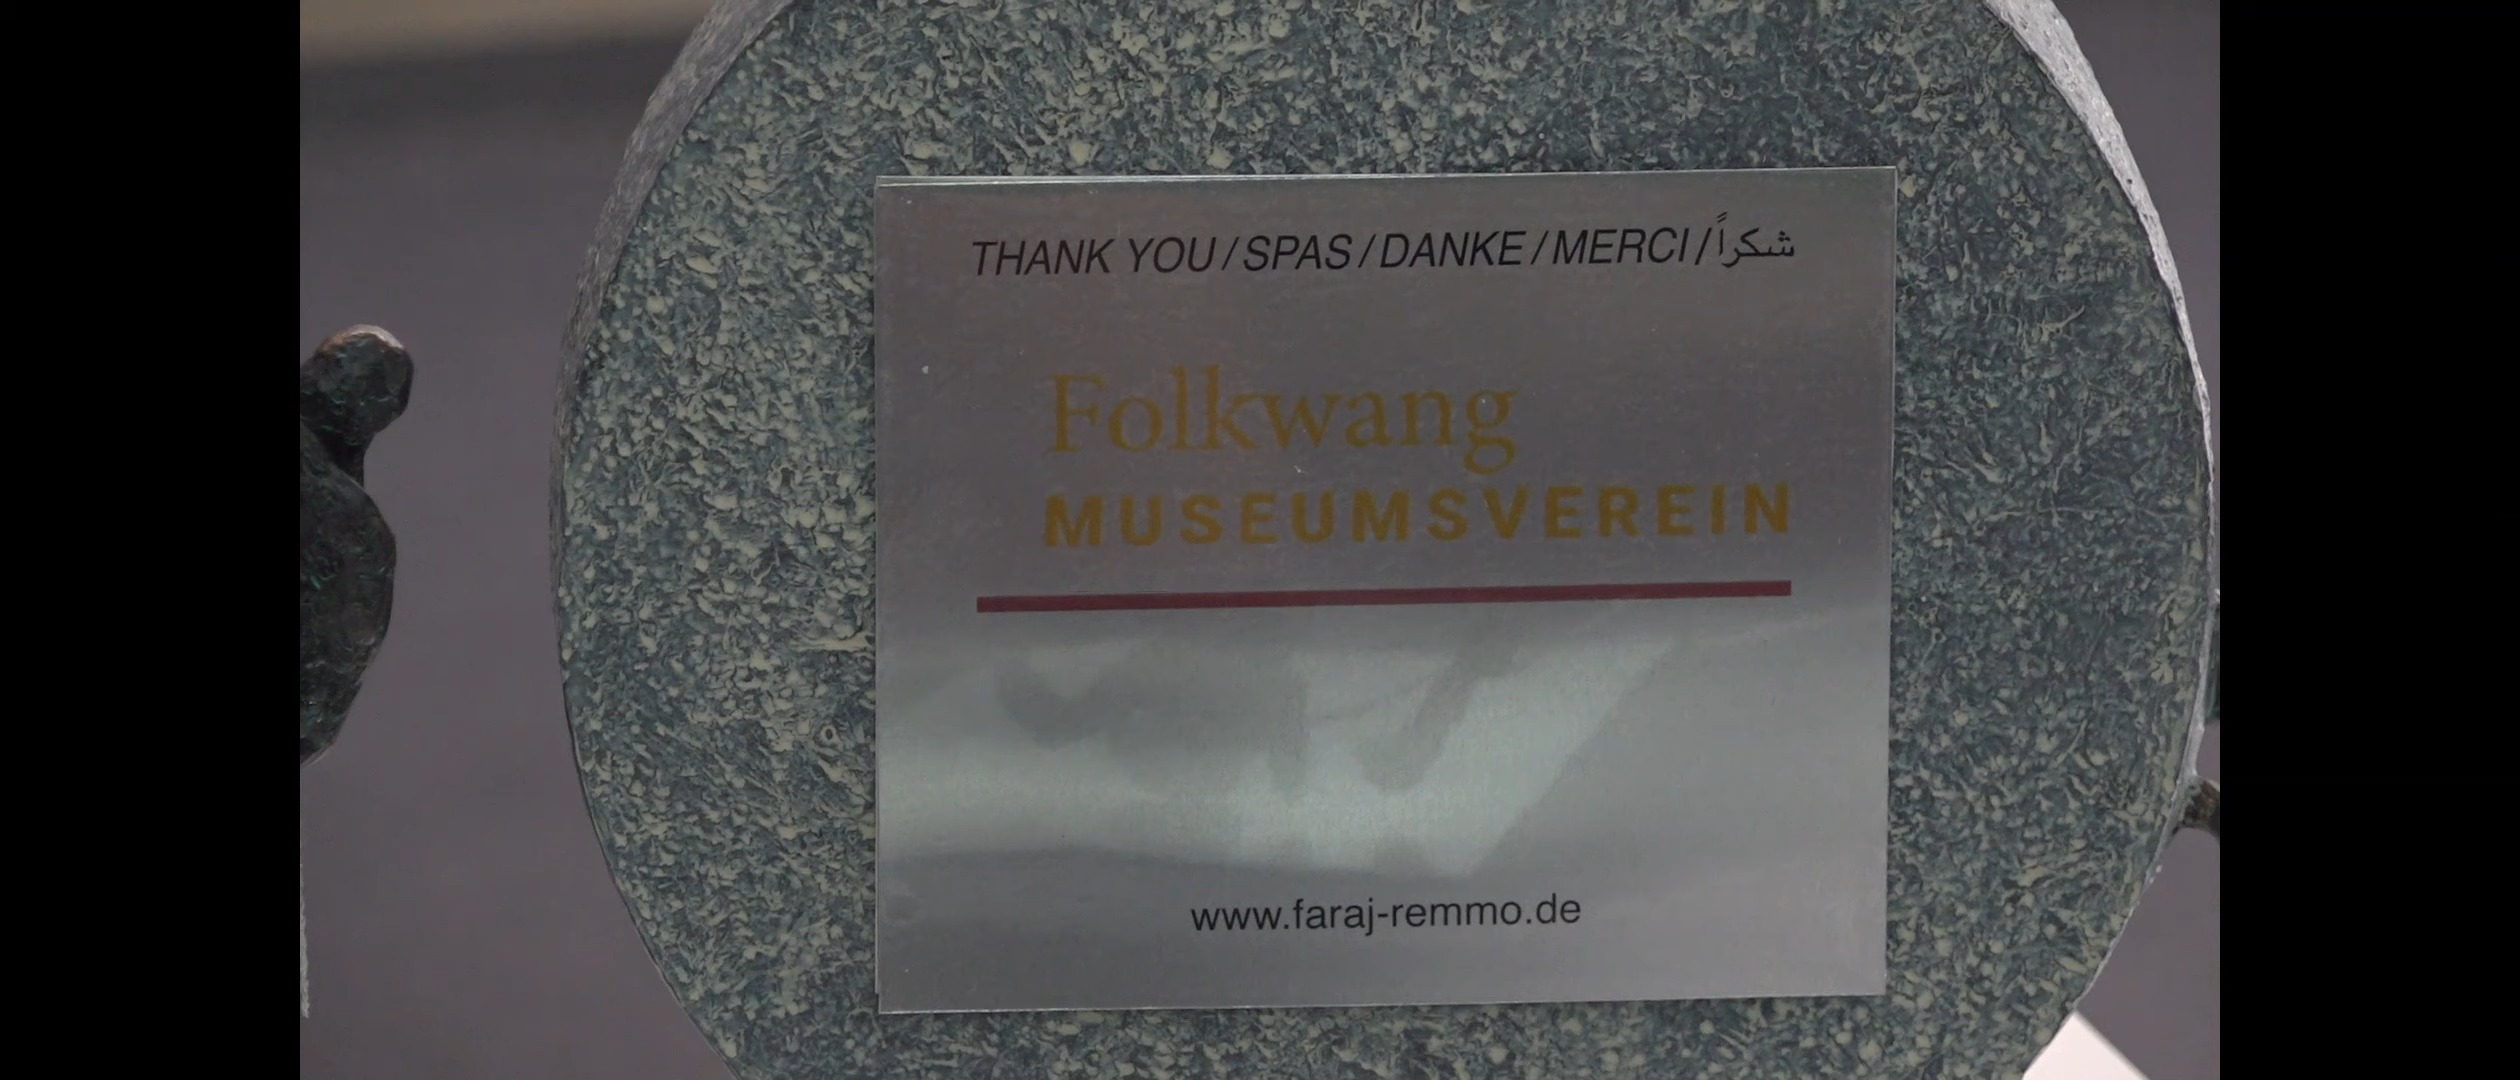 THANK YOU / SPAS / DANKE / MERCI / شكراً
Folkwang
MUSEUMSVEREIN
www.faraj-remmo.de